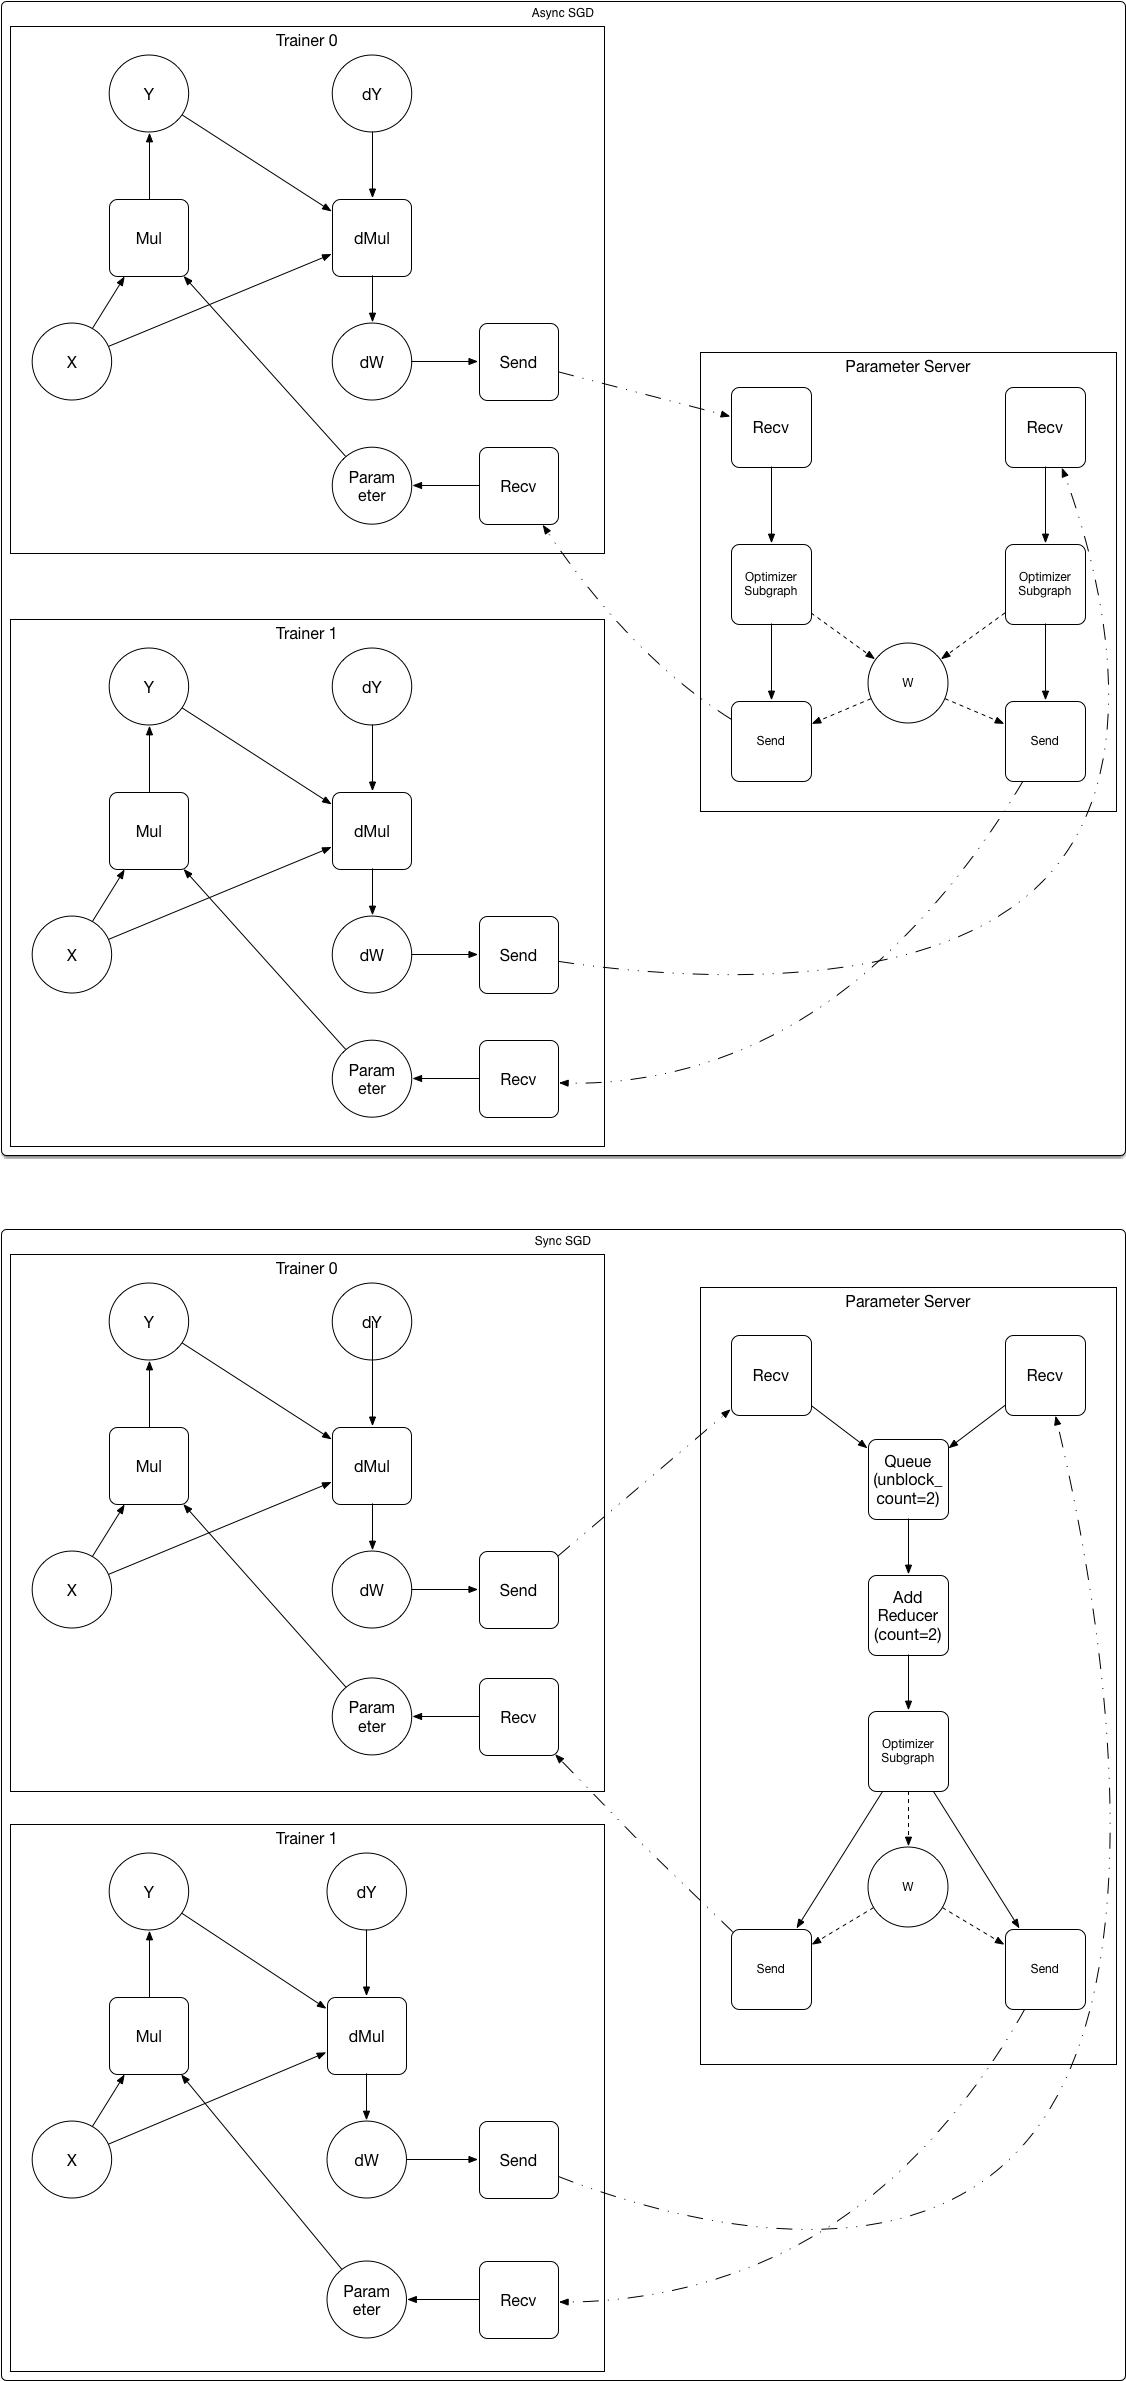 Async SGD
Trainer 0
Y
dY
Mul
dMul
X
dW
Send
Param
eter
Recv
Parameter Server
Recv
Recv
Optimizer
Subgraph
Optimizer
Subgraph
W
Send
Send
Trainer 1
Y
dY
Mul
dMul
X
dW
Send
Param
eter
Recv
Sync SGD
Trainer 0
Y
dY
Mul
dMul
X
dW
Send
Param
eter
Recv
Parameter Server
Recv
Recv
Queue
(unblock_
count=2)
Add
Reducer
(count=2)
Optimizer
Subgraph
W
Send
Send
Trainer 1
Y
dY
Mul
dMul
X
dW
Send
Param
eter
Recv